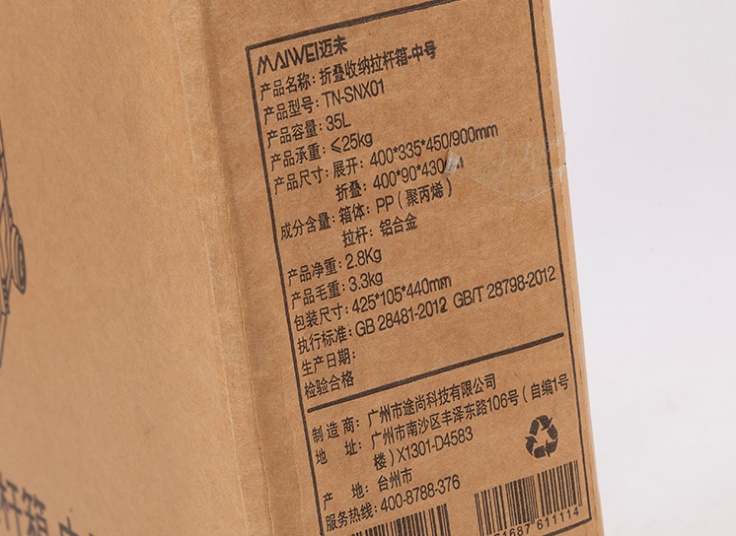 MAIWEI迈未
产品名称：折叠收纳拉杆箱-中号
产品型号：TN-SNX01
产品容量：35L
产品承重：≤25kg
产品尺寸：展开：400*335*450/900mm
折叠：400*90*430
成分含量：箱体：PP（聚丙烯）
拉杆：铝合金
产品净重：2.8Kg
产品毛重：3.3kg
包装尺寸：425*105*440mm
执行标准：GB 28481-2012 GB/T 28798-2012
生产日期：
检验合格
制造商：广州市途尚科技有限公司
地址：广州市南沙区丰泽东路106号（自编1号
楼）X1301-D4583
产地：台州市
服务热线：400-8788-376
71687 611114
杆箱